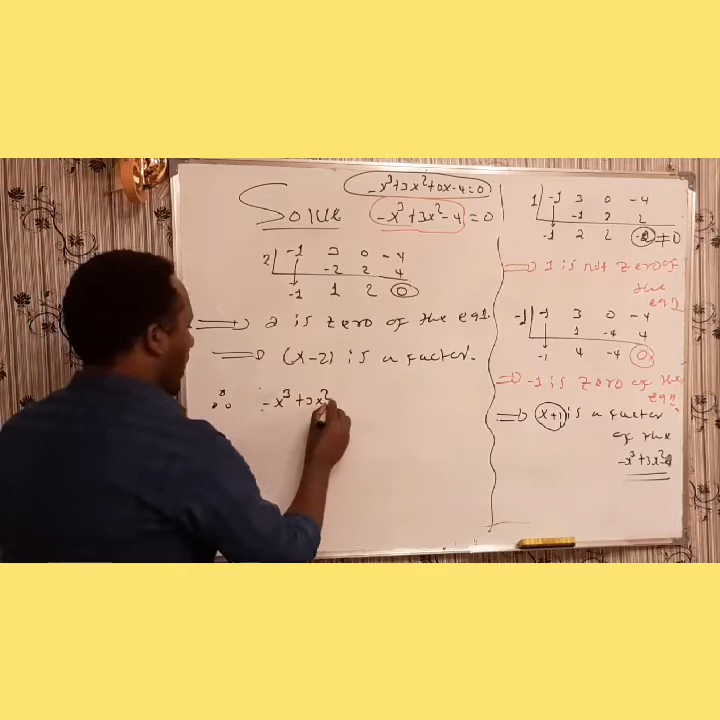 -x³+3x²+0x-4=0
Solve -x³+3x²-4=0
2 | -1 3 0 -4
-2 2 4
-1 1 2 0
⇒ 2 is zero of the eq1.
⇒ (x-2) is a factor.
∴ -x³+3x²
1 | -1 3 0 -4
-1 2 2
-1 2 2 -2≠0
⇒ 1 is not zero of
the
eq1
-1 | -1 3 0 -4
1 -4 4
-1 4 -4 0
⇒ -1 is zero of the
eqn.
⇒ (x+1) is a factor
of the
-x³+3x²-4